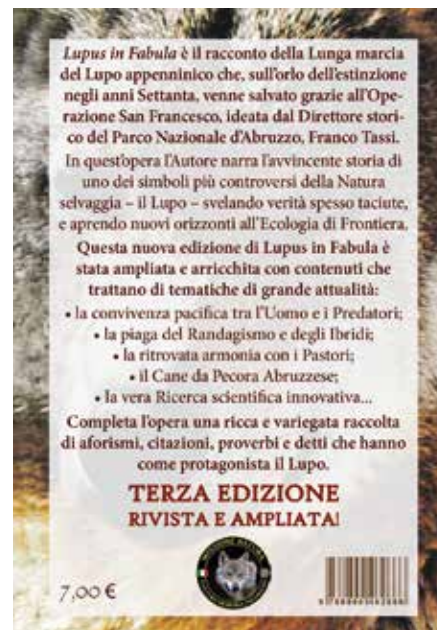 Lupus in Fabula è il racconto della Lunga marcia
del Lupo appenninico che, sull'orlo dell'estinzione
negli anni Settanta, venne salvato grazie all'Ope-
razione San Francesco, ideata dal Direttore stori-
co del Parco Nazionale d'Abruzzo, Franco Tassi.
In quest'opera l'Autore narra l'avvincente storia di
uno dei simboli più controversi della Natura
selvaggia – il Lupo – svelando verità spesso taciute,
e aprendo nuovi orizzonti all'Ecologia di Frontiera.
Questa nuova edizione di Lupus in Fabula è
stata ampliata e arricchita con contenuti che
trattano di tematiche di grande attualità:
• la convivenza pacifica tra l'Uomo e i Predatori;
• la piaga del Randagismo e degli Ibridi;
• la ritrovata armonia con i Pastori;
• il Cane da Pecora Abruzzese;
• la vera Ricerca scientifica innovativa...
Completa l'opera una ricca e variegata raccolta
di aforismi, citazioni, proverbi e detti che hanno
come protagonista il Lupo.
TERZA EDIZIONE
RIVISTA E AMPLIATA!
7,00 €